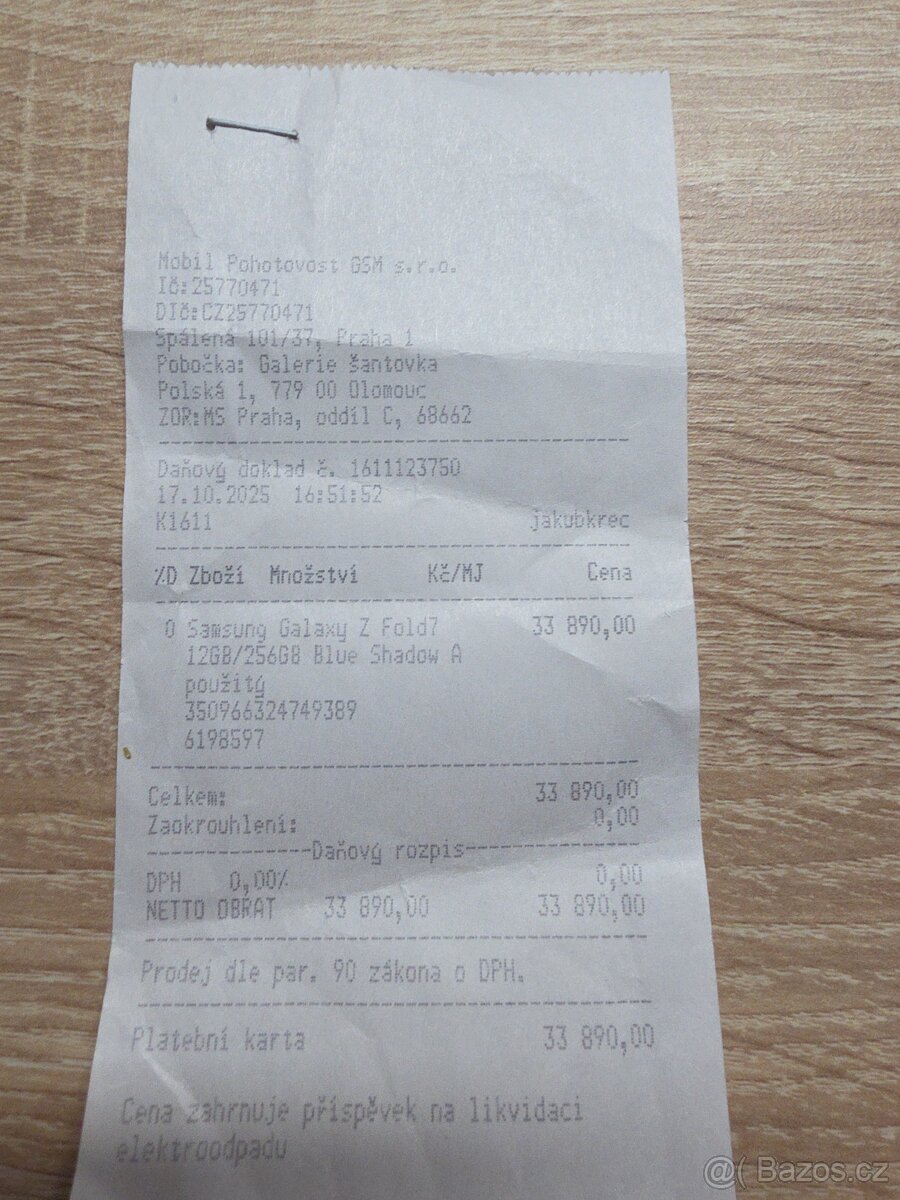 Mobil Pohotovost GSM s.r.o.
IČ:25770471
DIČ:CZ25770471
Spálená 101/37, Praha 1
Pobočka: Galerie Šantovka
Polská 1, 779 00 Olomouc
ZOR:MS Praha, oddíl C, 68662
Daňový doklad č. 1611123750
17.10.2025 16:51:52
K1611 jakubkrec
%D Zboží Množství Kč/MJ Cena
0 Samsung Galaxy Z Fold7 33 890,00
12GB/256GB Blue Shadow A
použitý
350966324749389
6198597
Celkem: 33 890,00
Zaokrouhlení: 0,00
Daňový rozpis
DPH 0,00% 0,00
NETTO OBRAT 33 890,00 33 890,00
Prodej dle par. 90 zákona o DPH.
Platební karta 33 890,00
Cena zahrnuje příspěvek na likvidaci
elektroodpadu
@( Bazos.cz